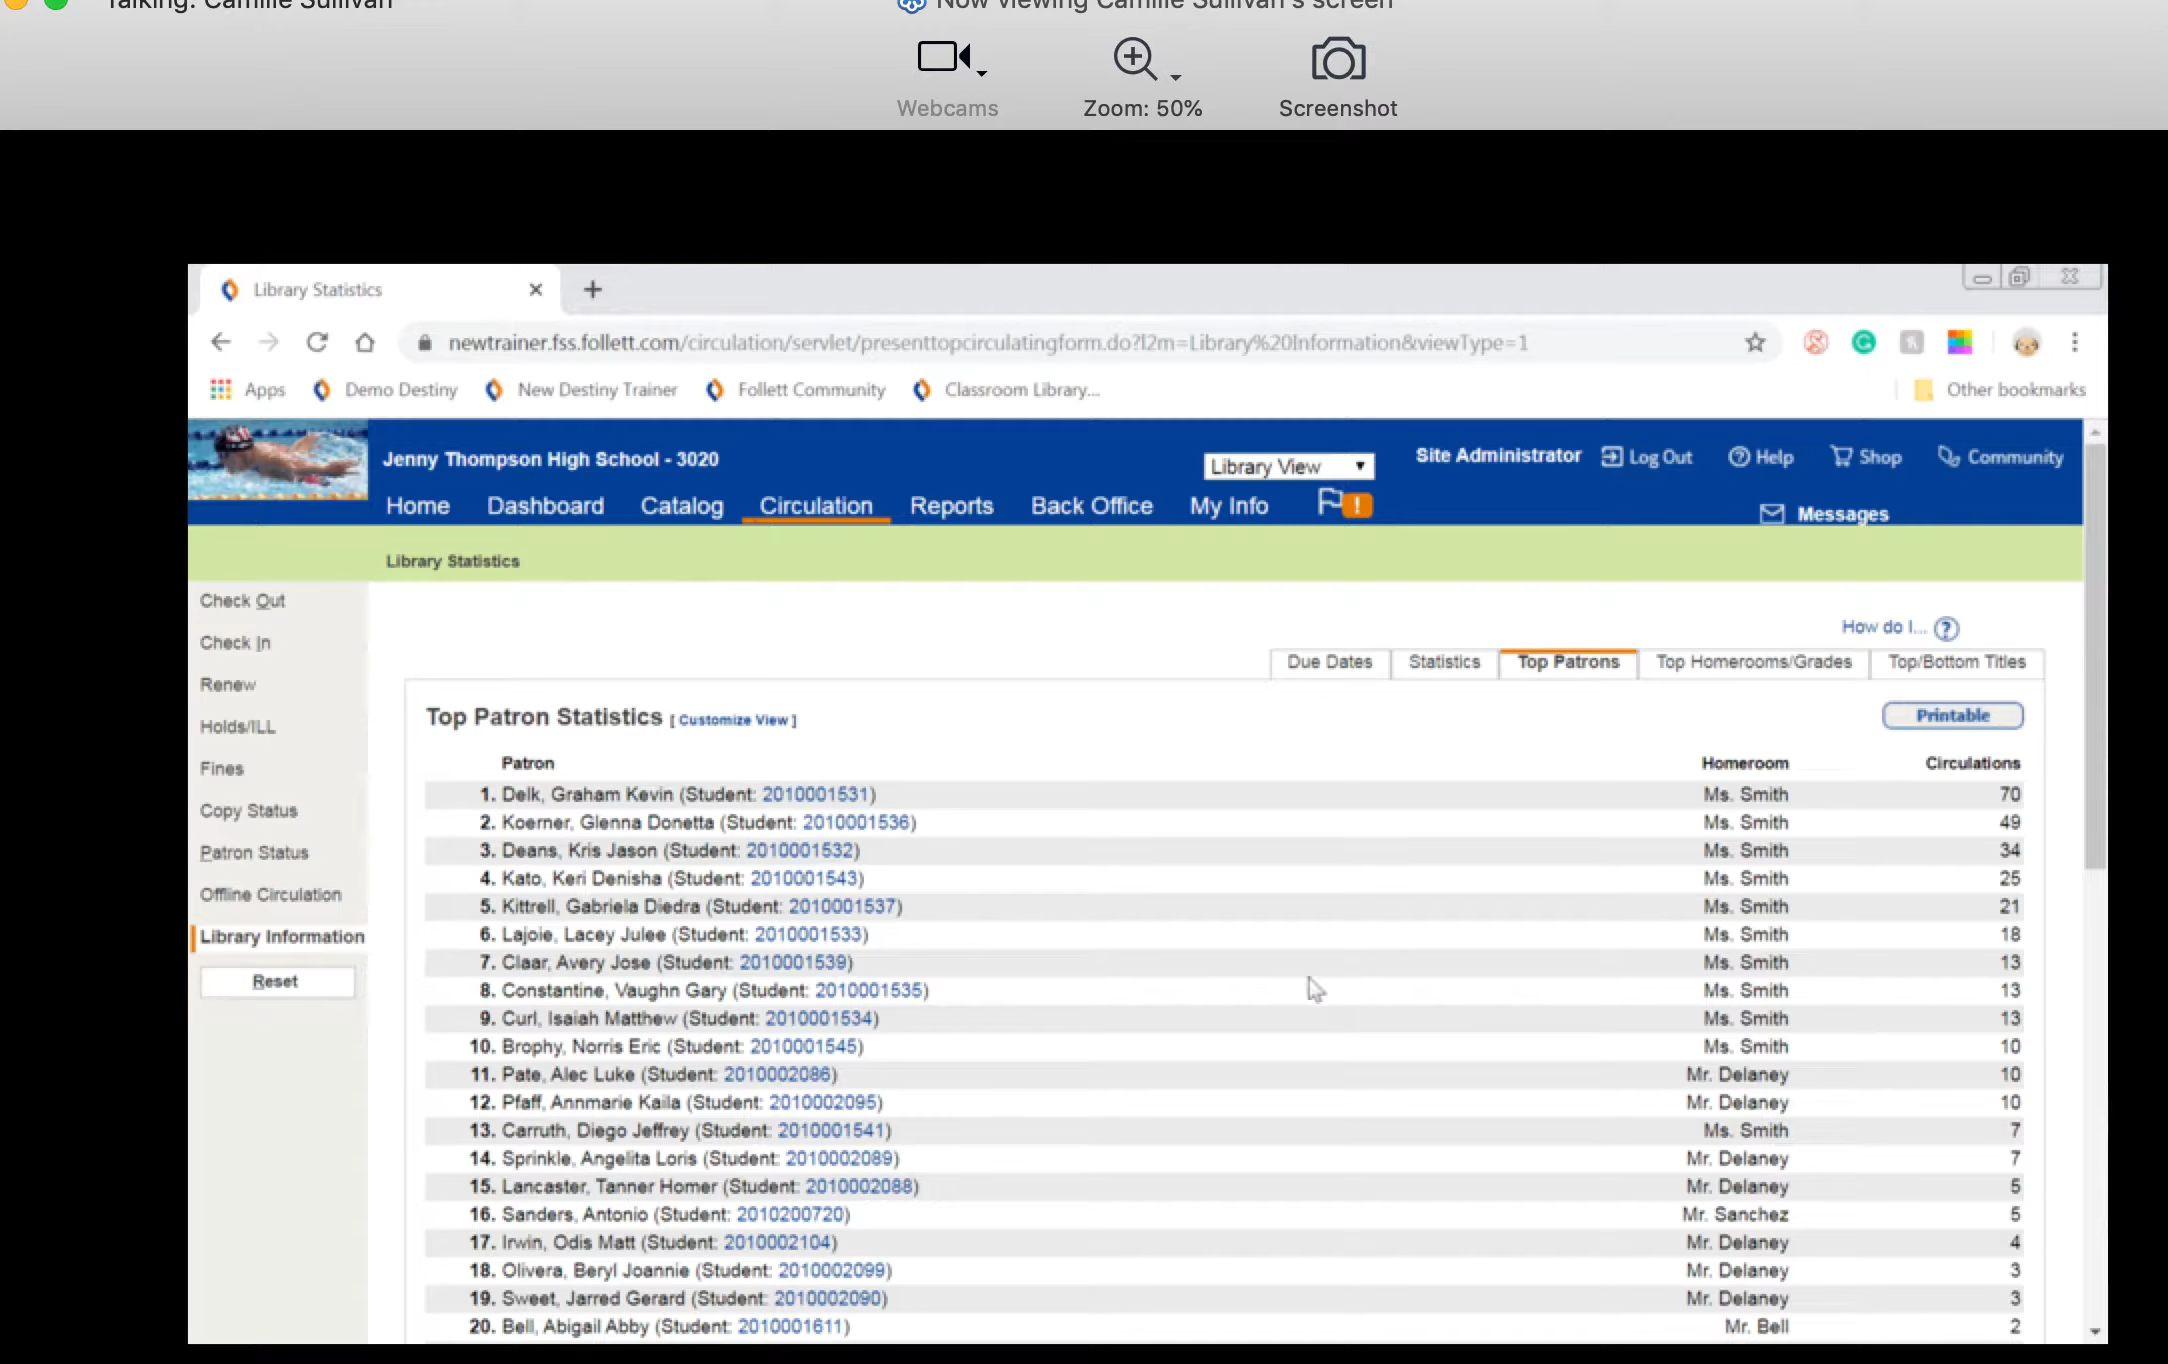 Talking: Camille Sullivan
Now viewing Camille Sullivan's screen
Webcams
Zoom: 50%
Screenshot
Library Statistics
newtrainer.fss.follett.com/circulation/servlet/presenttopcirculatingform.do?l2m=Library%20Information&viewType=1
Apps Demo Destiny New Destiny Trainer Follett Community Classroom Library... Other bookmarks
Jenny Thompson High School - 3020
Library View
Site Administrator Log Out Help Shop Community
Home Dashboard Catalog Circulation Reports Back Office My Info !
Messages
Library Statistics
Check Out
Check In
Renew
Holds/ILL
Fines
Copy Status
Patron Status
Offline Circulation
Library Information
Reset
How do I... ?
Due Dates Statistics Top Patrons Top Homerooms/Grades Top/Bottom Titles
Top Patron Statistics [ Customize View ]
Printable
Patron Homeroom Circulations
1. Delk, Graham Kevin (Student: 2010001531) Ms. Smith 70
2. Koerner, Glenna Donetta (Student: 2010001536) Ms. Smith 49
3. Deans, Kris Jason (Student: 2010001532) Ms. Smith 34
4. Kato, Keri Denisha (Student: 2010001543) Ms. Smith 25
5. Kittrell, Gabriela Diedra (Student: 2010001537) Ms. Smith 21
6. Lajoie, Lacey Julee (Student: 2010001533) Ms. Smith 18
7. Claar, Avery Jose (Student: 2010001539) Ms. Smith 13
8. Constantine, Vaughn Gary (Student: 2010001535) Ms. Smith 13
9. Curl, Isaiah Matthew (Student: 2010001534) Ms. Smith 13
10. Brophy, Norris Eric (Student: 2010001545) Ms. Smith 10
11. Pate, Alec Luke (Student: 2010002086) Mr. Delaney 10
12. Pfaff, Annmarie Kaila (Student: 2010002095) Mr. Delaney 10
13. Carruth, Diego Jeffrey (Student: 2010001541) Ms. Smith 7
14. Sprinkle, Angelita Loris (Student: 2010002089) Mr. Delaney 7
15. Lancaster, Tanner Homer (Student: 2010002088) Mr. Delaney 5
16. Sanders, Antonio (Student: 2010200720) Mr. Sanchez 5
17. Irwin, Odis Matt (Student: 2010002104) Mr. Delaney 4
18. Olivera, Beryl Joannie (Student: 2010002099) Mr. Delaney 3
19. Sweet, Jarred Gerard (Student: 2010002090) Mr. Delaney 3
20. Bell, Abigail Abby (Student: 2010001611) Mr. Bell 2